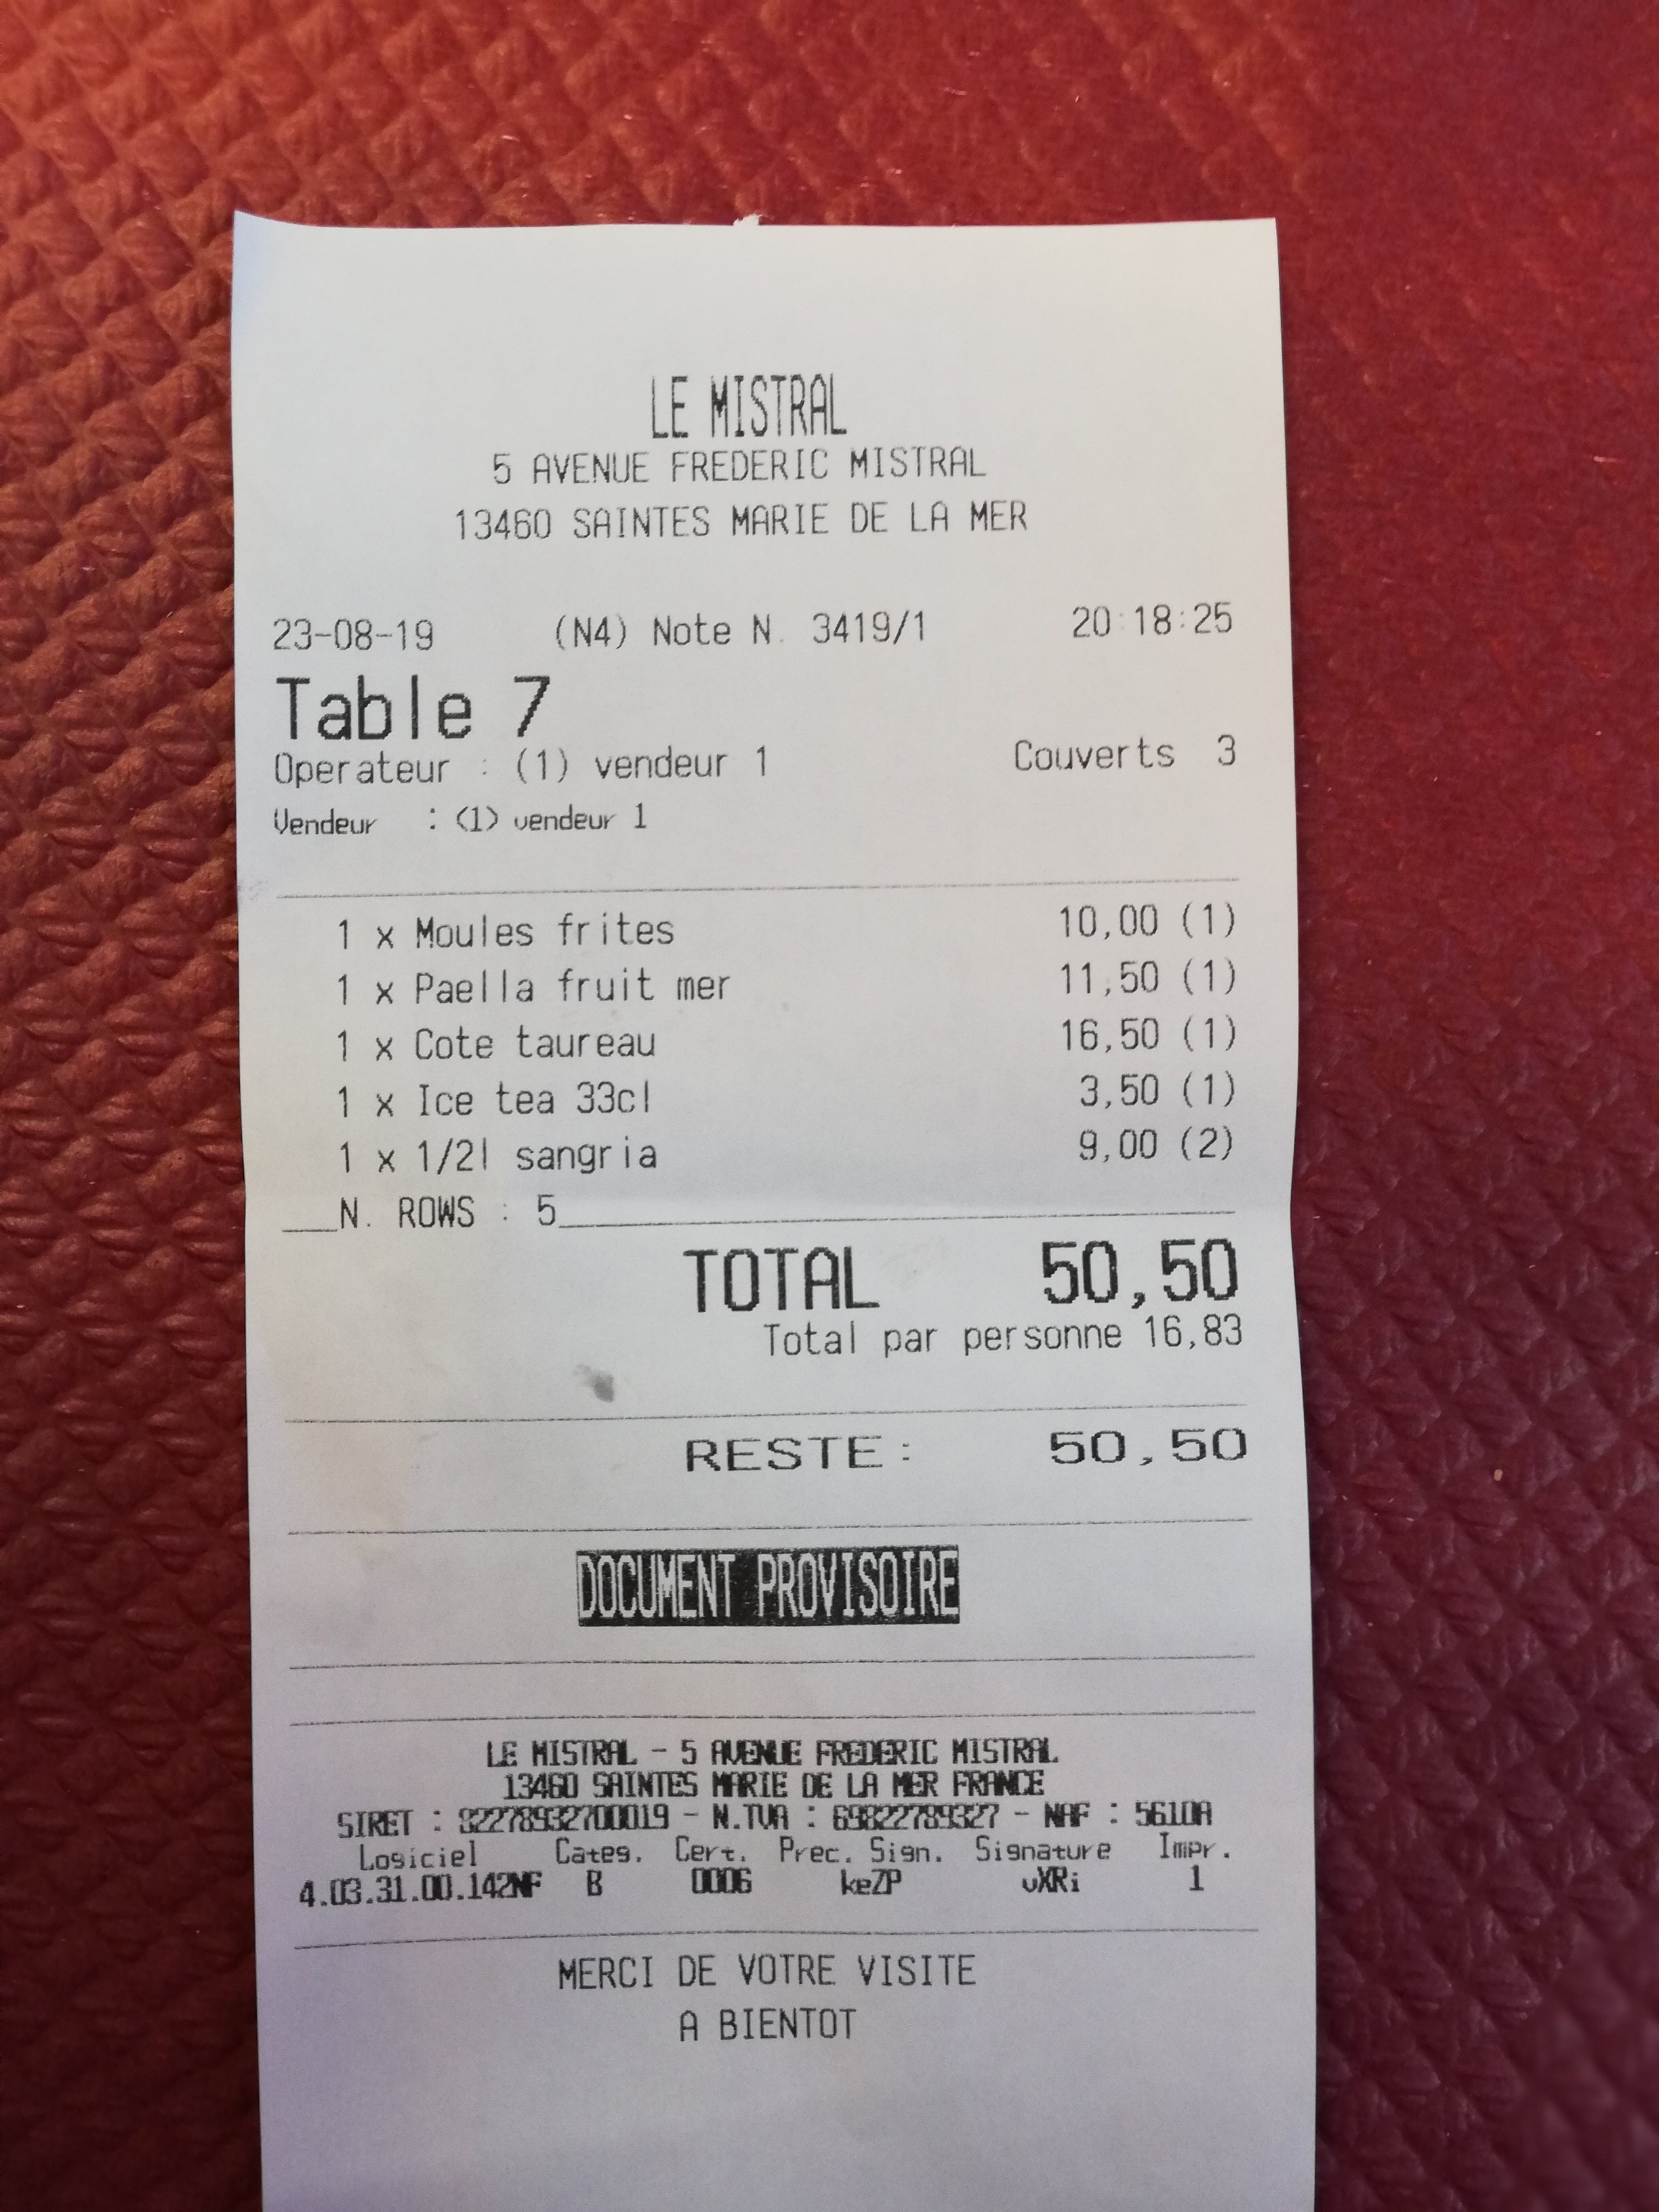 LE MISTRAL
5 AVENUE FREDERIC MISTRAL
13460 SAINTES MARIE DE LA MER
23-08-19 (N4) Note N. 3419/1 20:18:25
Table 7
Operateur : (1) vendeur 1 Couverts 3
Vendeur : (1) vendeur 1
1 x Moules frites 10,00 (1)
1 x Paella fruit mer 11,50 (1)
1 x Cote taureau 16,50 (1)
1 x Ice tea 33cl 3,50 (1)
1 x 1/2l sangria 9,00 (2)
___N. ROWS : 5___
TOTAL 50,50
Total par personne 16,83
RESTE: 50,50
DOCUMENT PROVISOIRE
LE MISTRAL - 5 AVENUE FREDERIC MISTRAL
13460 SAINTES MARIE DE LA MER FRANCE
SIRET : 82278932700019 - N.TVA : 69822789327 - NAF : 5610A
Logiciel Categ. Cert. Prec. Sign. Signature Impr.
4.03.31.00.142NF B 0006 keZP vXRi 1
MERCI DE VOTRE VISITE
A BIENTOT